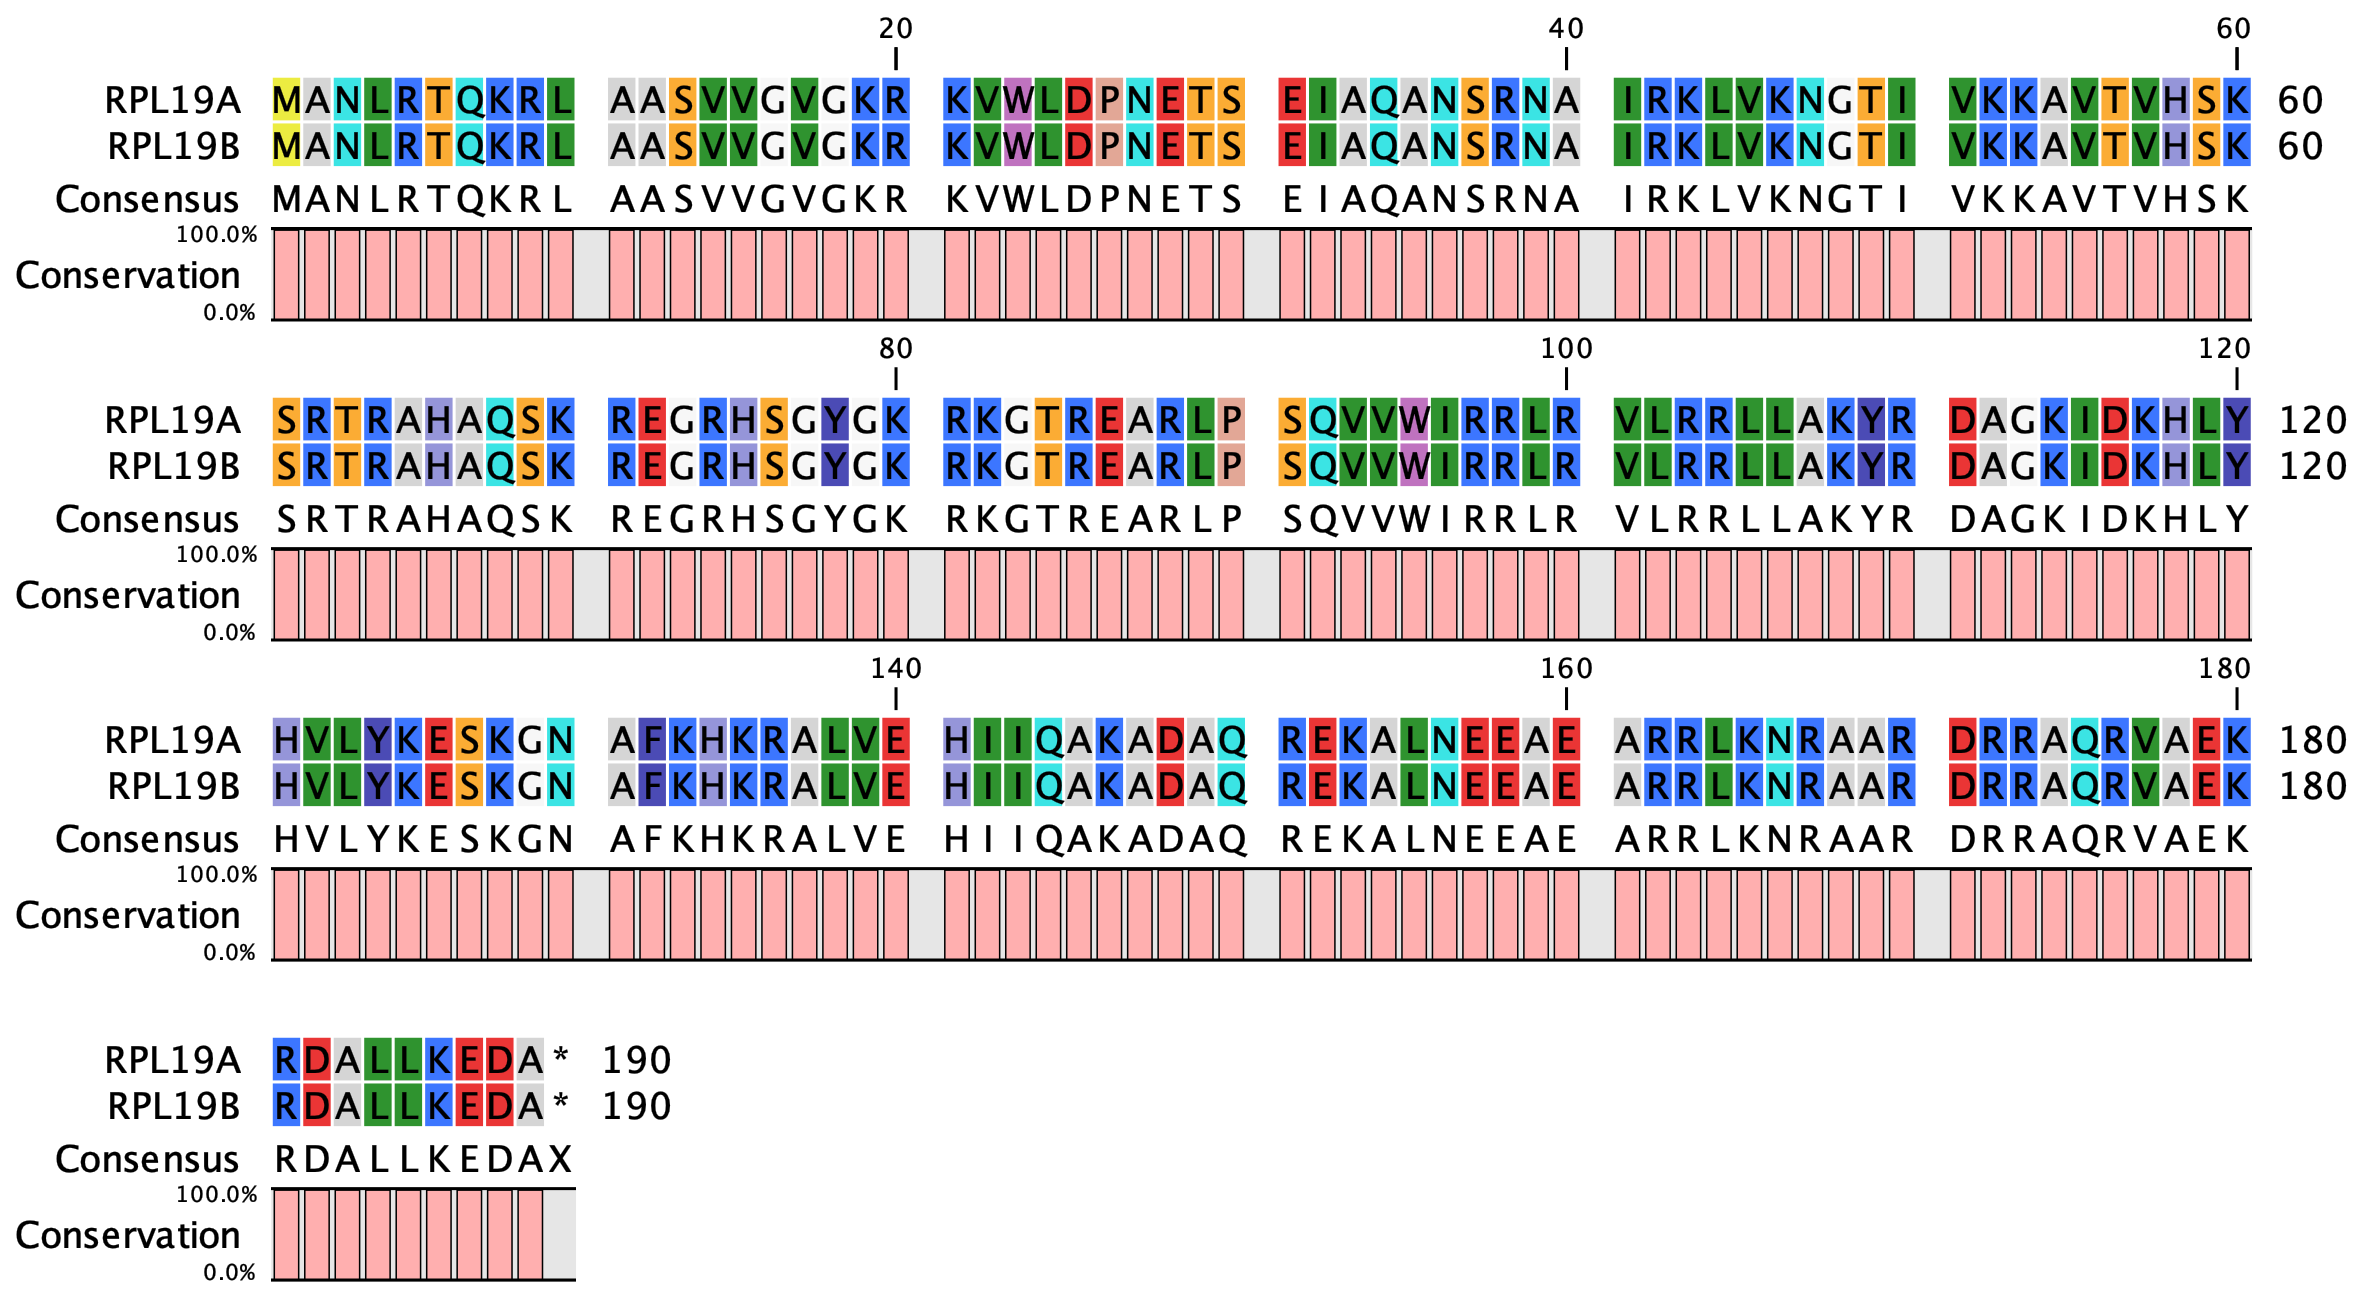 20 40 60
RPL19A MANLRTQKRL AASVVGVGKR KVWLDPNETS EIAQANSRNA IRKLVKNGTI VKKAVTVHSK 60
RPL19B MANLRTQKRL AASVVGVGKR KVWLDPNETS EIAQANSRNA IRKLVKNGTI VKKAVTVHSK 60
Consensus MANLRTQKRL AASVVGVGKR KVWLDPNETS EIAQANSRNA IRKLVKNGTI VKKAVTVHSK
100.0%
Conservation
0.0%
80 100 120
RPL19A SRTRAHAQSK REGRHSGYGK RKGTREARLP SQVVWIRRLR VLRRLLAKYR DAGKIDKHLY 120
RPL19B SRTRAHAQSK REGRHSGYGK RKGTREARLP SQVVWIRRLR VLRRLLAKYR DAGKIDKHLY 120
Consensus SRTRAHAQSK REGRHSGYGK RKGTREARLP SQVVWIRRLR VLRRLLAKYR DAGKIDKHLY
100.0%
Conservation
0.0%
140 160 180
RPL19A HVLYKESKGN AFKHKRALVE HIIQAKADAQ REKALNEEAE ARRLKNRAAR DRRAQRVAEK 180
RPL19B HVLYKESKGN AFKHKRALVE HIIQAKADAQ REKALNEEAE ARRLKNRAAR DRRAQRVAEK 180
Consensus HVLYKESKGN AFKHKRALVE HIIQAKADAQ REKALNEEAE ARRLKNRAAR DRRAQRVAEK
100.0%
Conservation
0.0%
RPL19A RDALLKEDA* 190
RPL19B RDALLKEDA* 190
Consensus RDALLKEDAX
100.0%
Conservation
0.0%